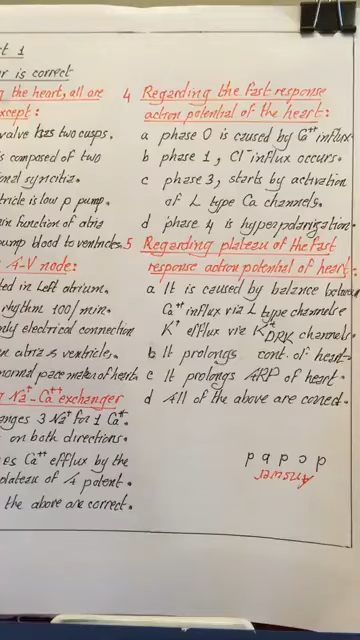 t 1
er is correct
g the heart, all are
xcept:
valve has two cusps.
is composed of two
onal syncitia.
tricle is low p pump.
in function of atria
pump blood to ventricles.
A-V node:
ted in Left atrium.
rhythm 100/min.
nly electrical connection
n atria & ventricles.
normal pace maker of heart.
Na⁺-Ca⁺⁺ exchanger
anges 3 Na⁺ for 1 Ca⁺⁺.
on both directions.
es Ca⁺⁺ efflux by the
plateau of A potent.
the above are correct.
4 Regarding the fast response
action potential of the heart:
a phase 0 is caused by Ca⁺⁺ influx.
b phase 1, Cl⁻ influx occurs.
c phase 3, starts by activation
of L type Ca channels.
d phase 4 is hyperpolarization.
5 Regarding plateau of the fast
response action potential of heart:
a It is caused by balance between
Ca⁺⁺ influx via L type channels &
K⁺ efflux via K⁺ DRK channels.
b It prolongs cont. of heart.
c It prolongs ARP of heart.
d All of the above are correct.
Answer